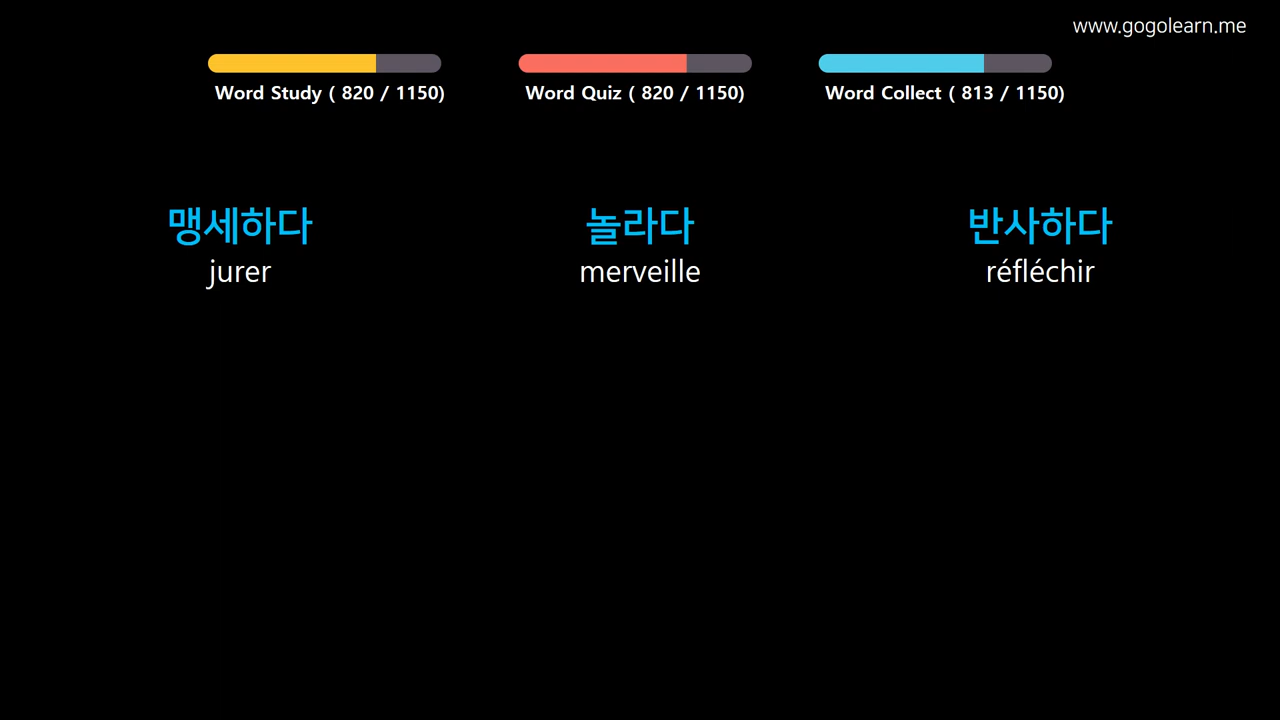 www.gogolearn.me
Word Study ( 820 / 1150)
Word Quiz ( 820 / 1150)
Word Collect ( 813 / 1150)
맹세하다
jurer
놀라다
merveille
반사하다
réfléchir